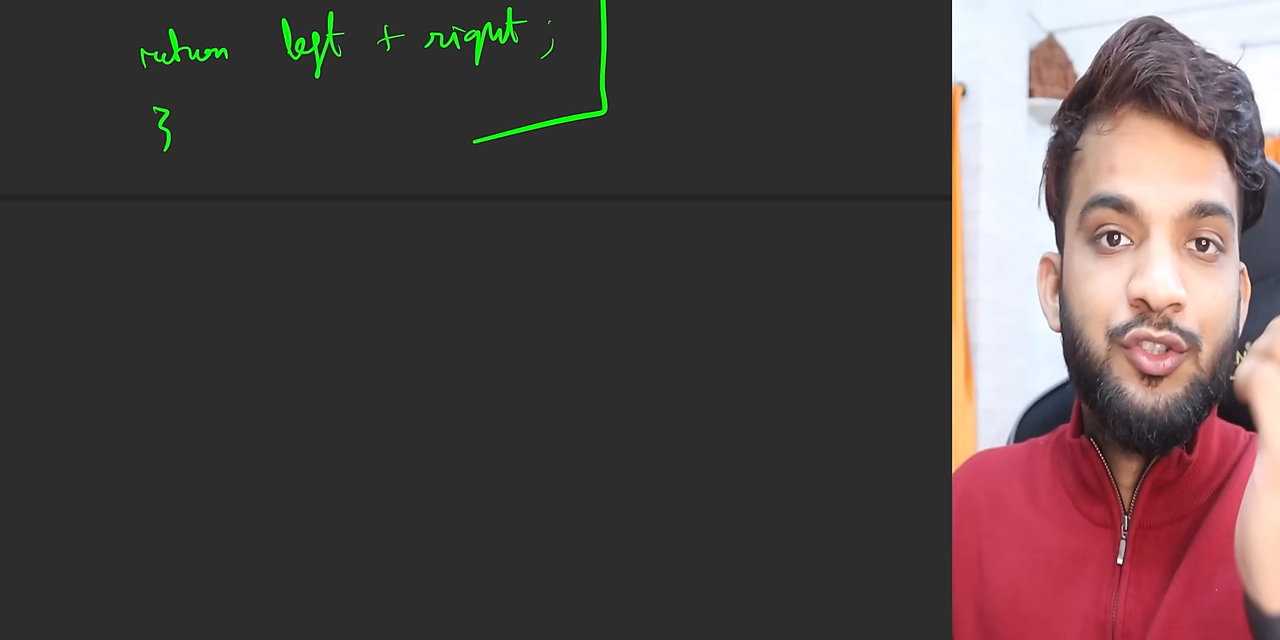 return left + right ;
}